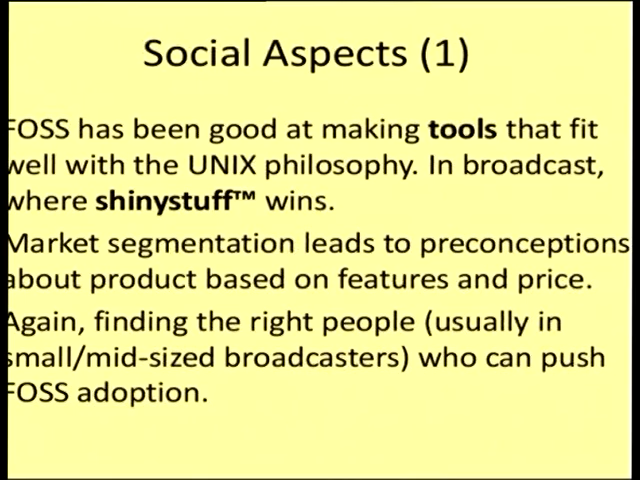 Social Aspects (1)
FOSS has been good at making tools that fit
well with the UNIX philosophy. In broadcast,
where shinystuff™ wins.
Market segmentation leads to preconceptions
about product based on features and price.
Again, finding the right people (usually in
small/mid-sized broadcasters) who can push
FOSS adoption.